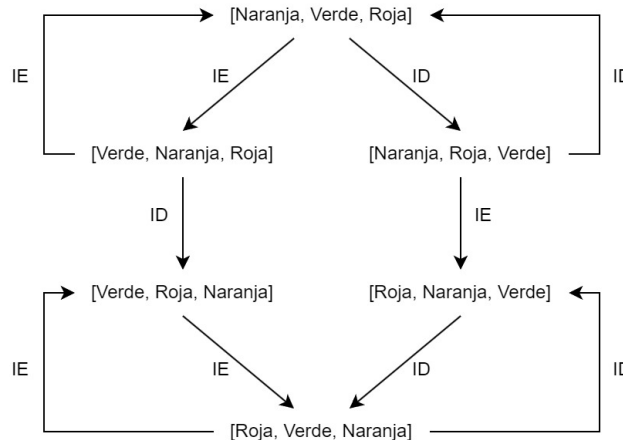 [Naranja, Verde, Roja]
IE
IE
ID
ID
[Verde, Naranja, Roja]
[Naranja, Roja, Verde]
ID
IE
[Verde, Roja, Naranja]
[Roja, Naranja, Verde]
IE
IE
ID
ID
[Roja, Verde, Naranja]